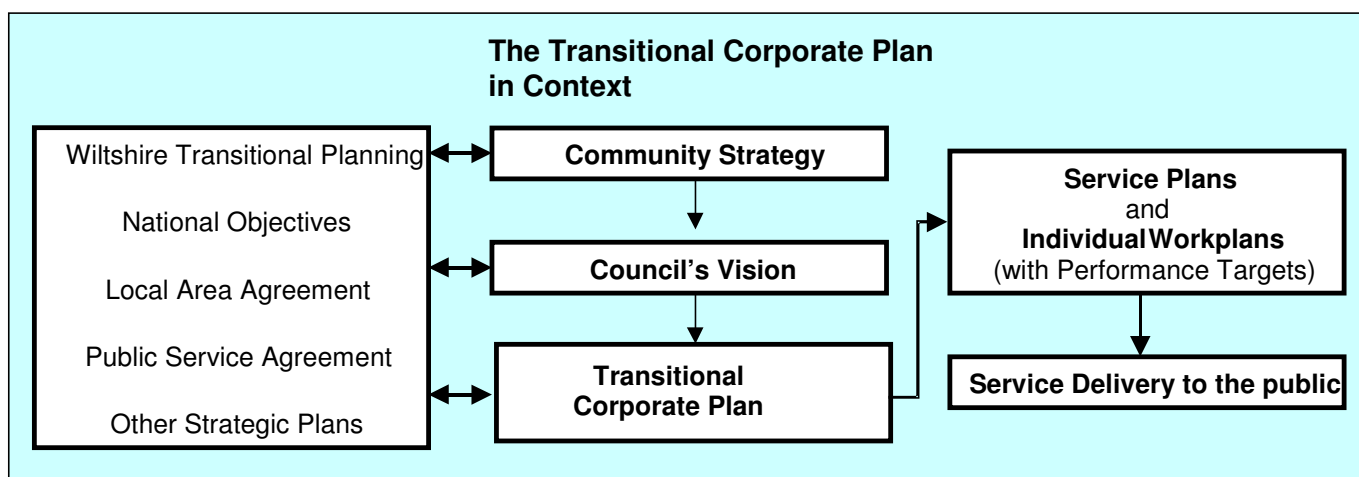 The Transitional Corporate Plan
in Context
Wiltshire Transitional Planning
National Objectives
Local Area Agreement
Public Service Agreement
Other Strategic Plans
Community Strategy
Council's Vision
Transitional
Corporate Plan
Service Plans
and
IndividualWorkplans
(with Performance Targets)
Service Delivery to the public